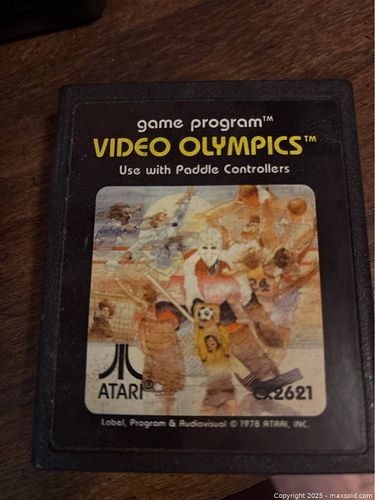 game program™
VIDEO OLYMPICS™
Use with Paddle Controllers
24
ATARI®
CX2621
Label, Program & Audiovisual © 1978 ATARI, INC.
Copyright 2025 - maxsold.com